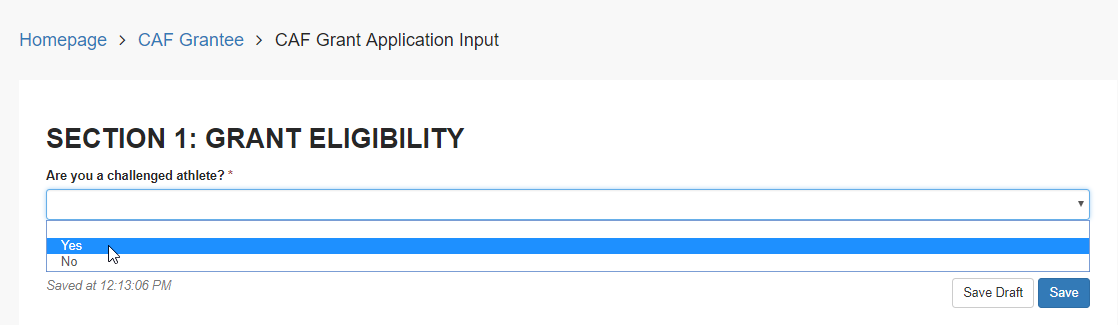 Homepage > CAF Grantee > CAF Grant Application Input
SECTION 1: GRANT ELIGIBILITY
Are you a challenged athlete? *
Yes
No
Saved at 12:13:06 PM
Save Draft Save